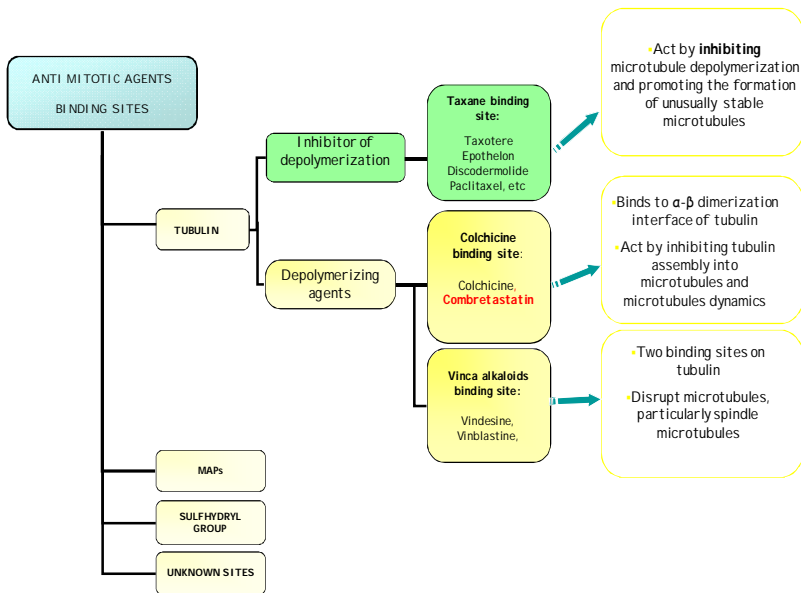 ANTI MITOTIC AGENTS
BINDING SITES
TUBULIN
MAPs
SULFHYDRYL
GROUP
UNKNOWN SITES
Inhibitor of
depolymerization
Depolymerizing
agents
Taxane binding
site:
Taxotere
Epothelon
Discodermolide
Paclitaxel, etc
Colchicine
binding site:
Colchicine,
Combretastatin
Vinca alkaloids
binding site:
Vindesine,
Vinblastine,
•Act by inhibiting
microtubule depolymerization
and promoting the formation
of unusually stable
microtubules
•Binds to α-β dimerization
interface of tubulin
•Act by inhibiting tubulin
assembly into
microtubules and
microtubules dynamics
•Two binding sites on
tubulin
•Disrupt microtubules,
particularly spindle
microtubules